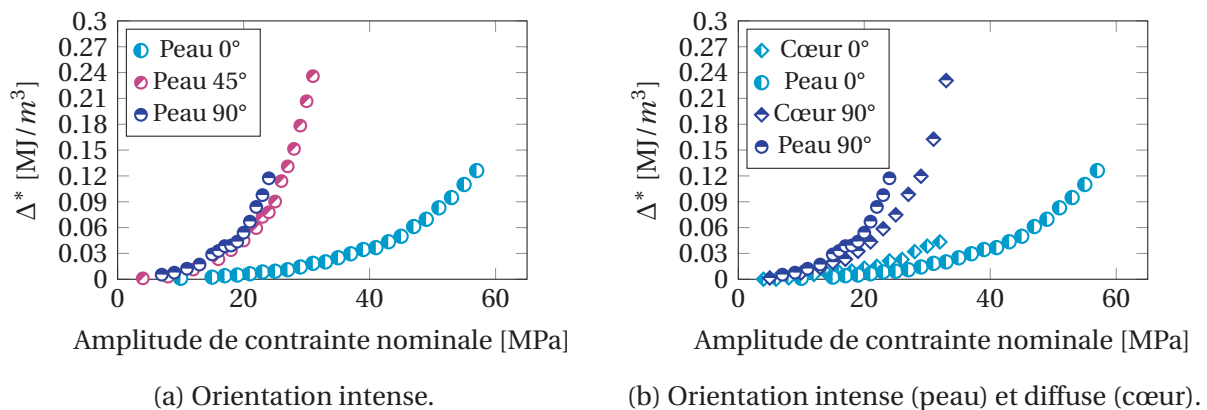 0.3
0.27
0.24
0.21
0.18
0.15
0.12
0.09
0.06
0.03
0
Δ* [MJ/m³]
Peau 0°
Peau 45°
Peau 90°
0 20 40 60
Amplitude de contrainte nominale [MPa]
(a) Orientation intense.
0.3
0.27
0.24
0.21
0.18
0.15
0.12
0.09
0.06
0.03
0
Δ* [MJ/m³]
Cœur 0°
Peau 0°
Cœur 90°
Peau 90°
0 20 40 60
Amplitude de contrainte nominale [MPa]
(b) Orientation intense (peau) et diffuse (cœur).